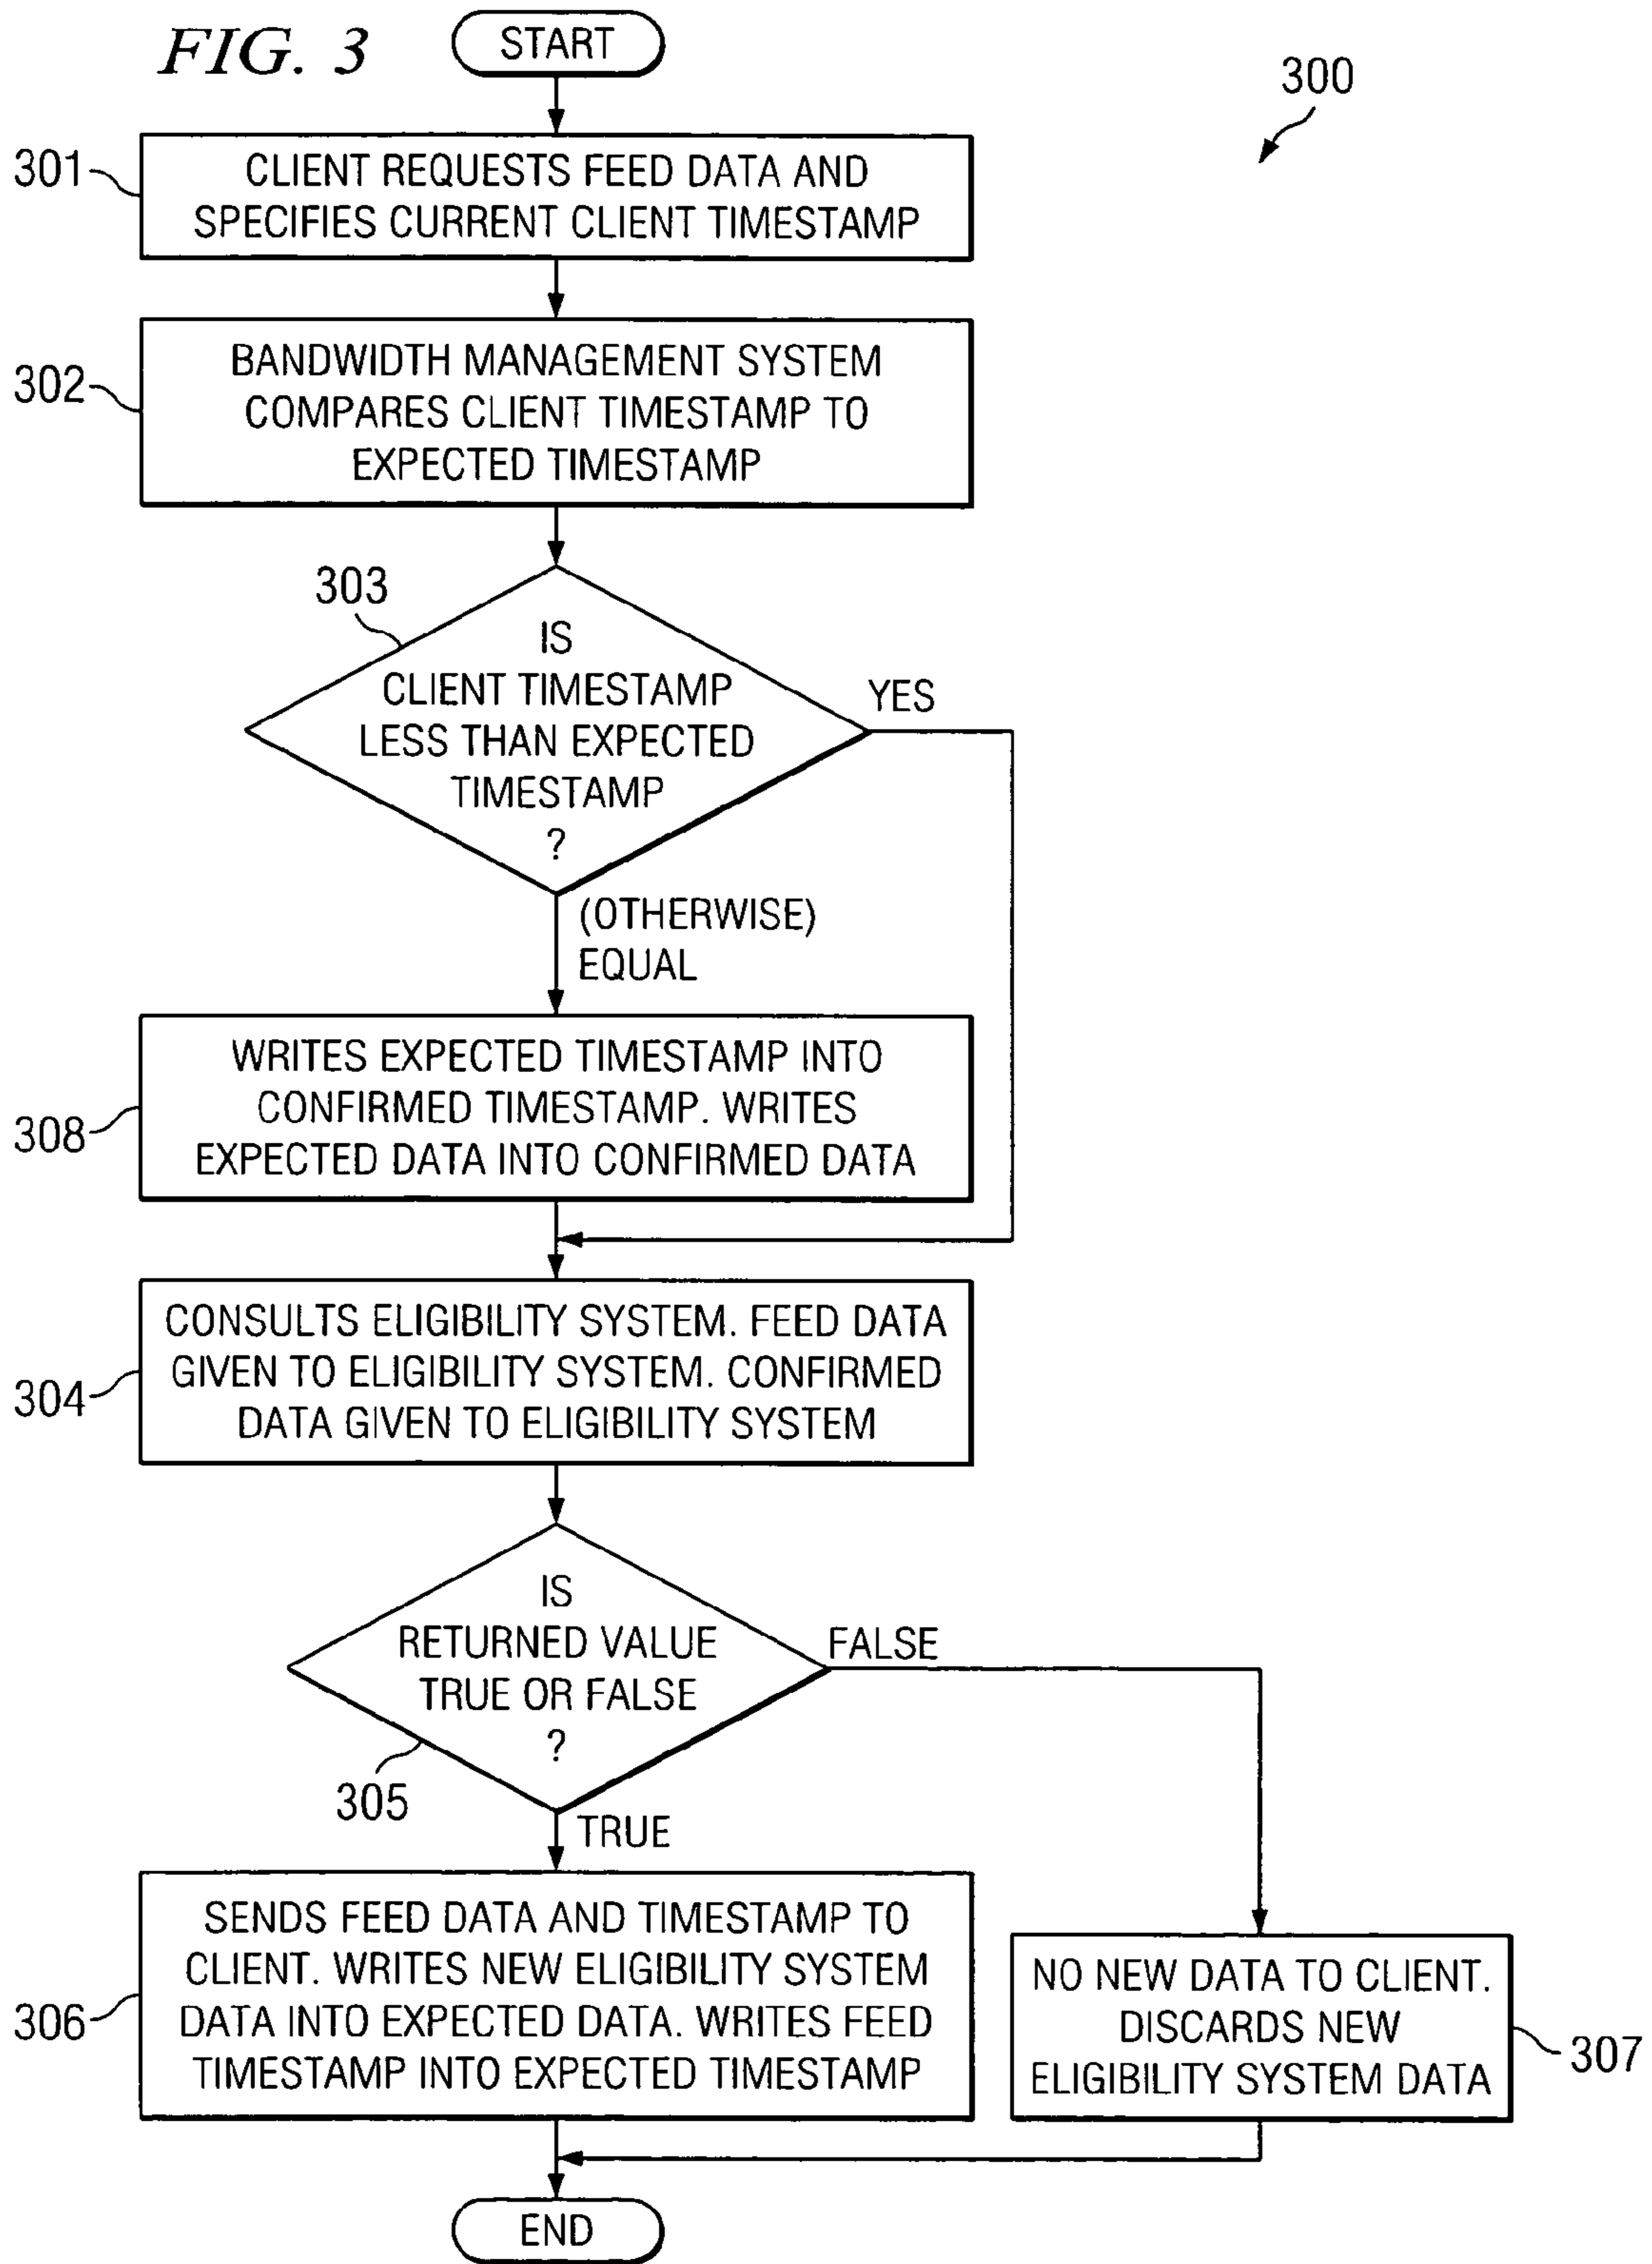 FIG. 3
START
300
301
CLIENT REQUESTS FEED DATA AND
SPECIFIES CURRENT CLIENT TIMESTAMP
302
BANDWIDTH MANAGEMENT SYSTEM
COMPARES CLIENT TIMESTAMP TO
EXPECTED TIMESTAMP
303
IS
CLIENT TIMESTAMP
LESS THAN EXPECTED
TIMESTAMP
?
YES
(OTHERWISE)
EQUAL
308
WRITES EXPECTED TIMESTAMP INTO
CONFIRMED TIMESTAMP. WRITES
EXPECTED DATA INTO CONFIRMED DATA
304
CONSULTS ELIGIBILITY SYSTEM. FEED DATA
GIVEN TO ELIGIBILITY SYSTEM. CONFIRMED
DATA GIVEN TO ELIGIBILITY SYSTEM
IS
RETURNED VALUE
TRUE OR FALSE
?
305
FALSE
TRUE
306
SENDS FEED DATA AND TIMESTAMP TO
CLIENT. WRITES NEW ELIGIBILITY SYSTEM
DATA INTO EXPECTED DATA. WRITES FEED
TIMESTAMP INTO EXPECTED TIMESTAMP
NO NEW DATA TO CLIENT.
DISCARDS NEW
ELIGIBILITY SYSTEM DATA
307
END